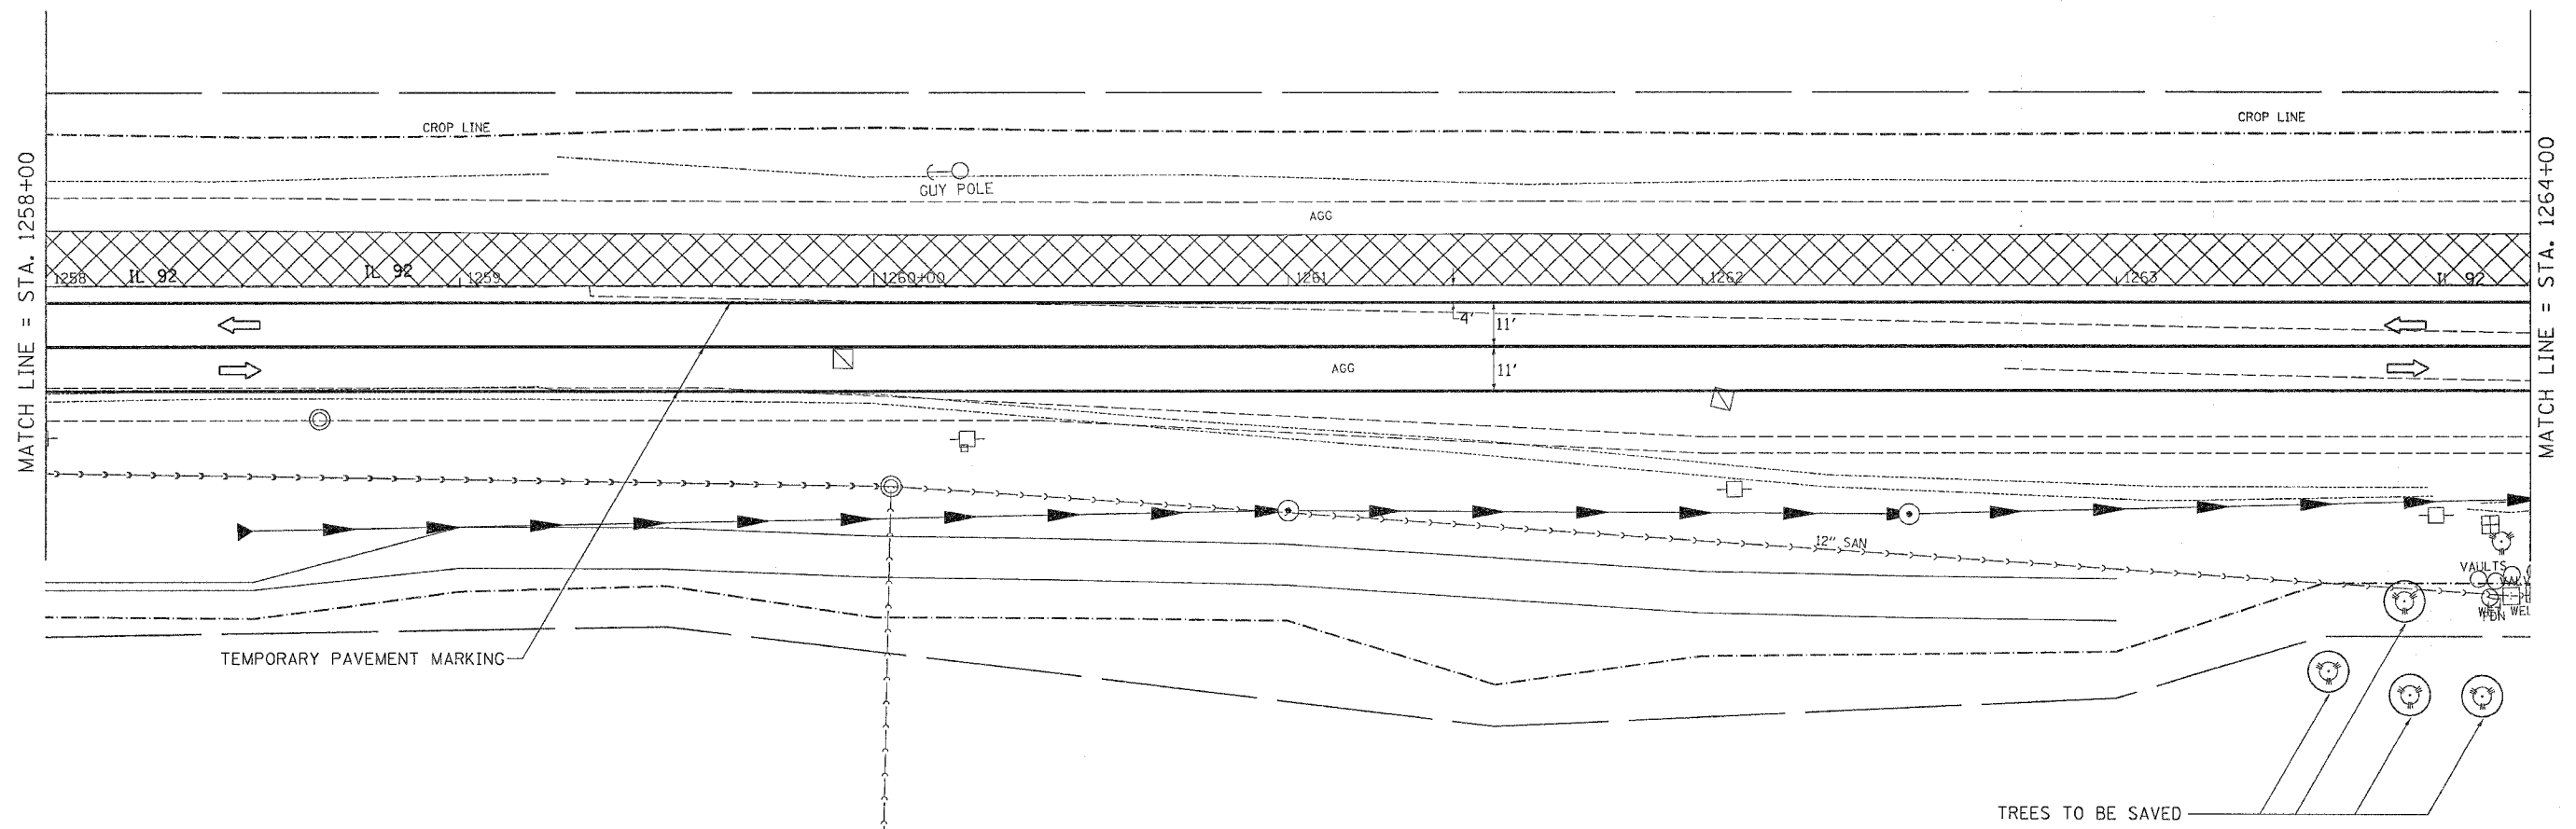 MATCH LINE = STA. 1258+00
MATCH LINE = STA. 1264+00
CROP LINE
CROP LINE
GUY POLE
AGG
1258
IL 92
IL 92
1259
1260+00
1261
1262
1263
IL 92
4'
11'
AGG
11'
12" SAN
VAULTS
TEMPORARY PAVEMENT MARKING
TREES TO BE SAVED